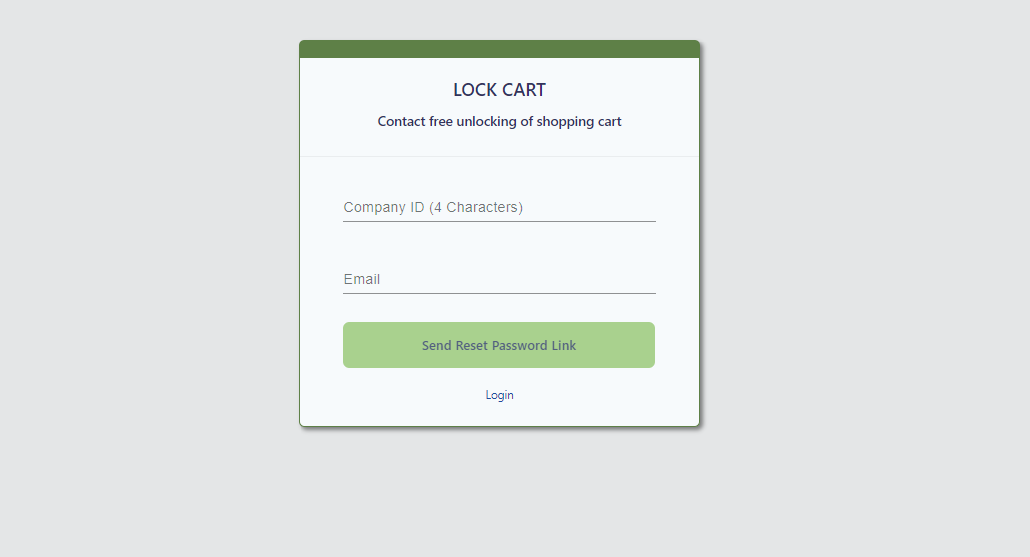 LOCK CART
Contact free unlocking of shopping cart
Company ID (4 Characters)
Email
Send Reset Password Link
Login